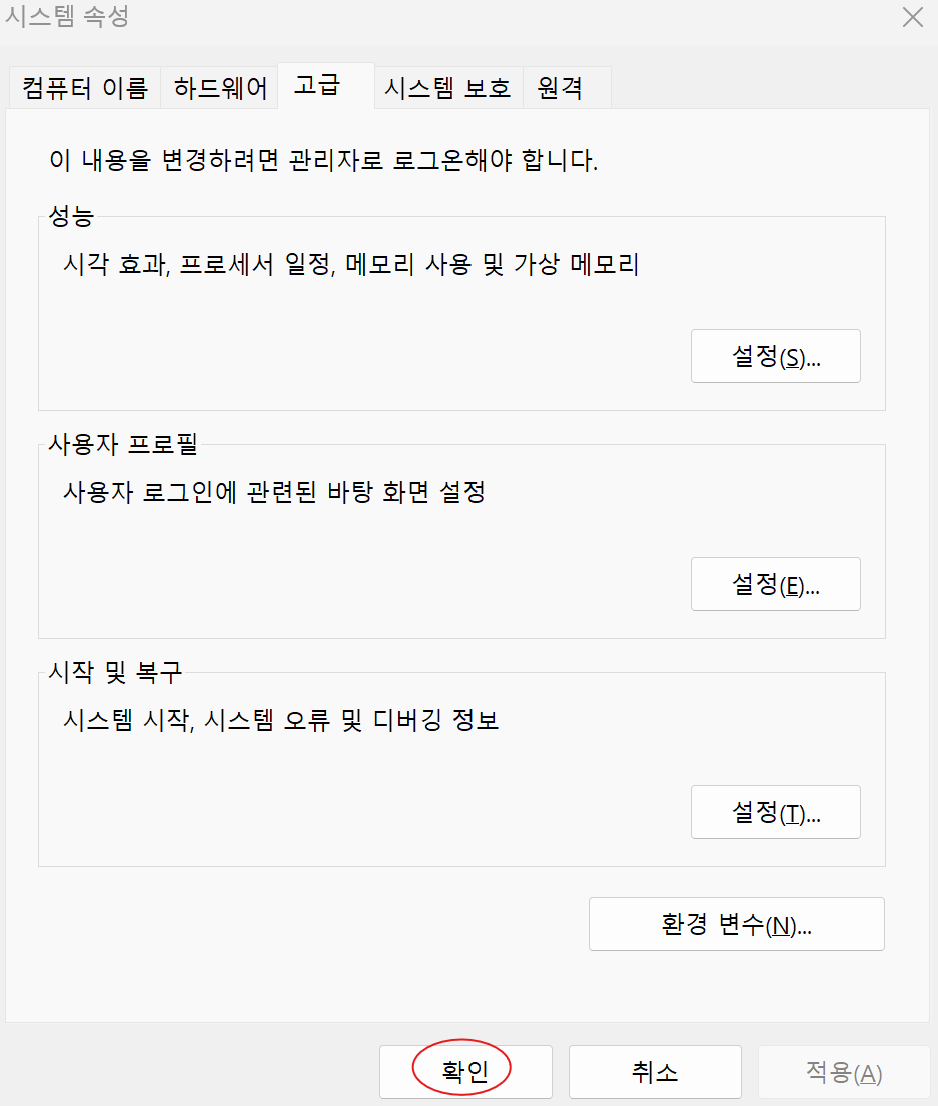 시스템 속성
컴퓨터 이름 하드웨어 고급 시스템 보호 원격
이 내용을 변경하려면 관리자로 로그온해야 합니다.
성능
시각 효과, 프로세서 일정, 메모리 사용 및 가상 메모리
설정(S)...
사용자 프로필
사용자 로그인에 관련된 바탕 화면 설정
설정(E)...
시작 및 복구
시스템 시작, 시스템 오류 및 디버깅 정보
설정(T)...
환경 변수(N)...
확인 취소 적용(A)